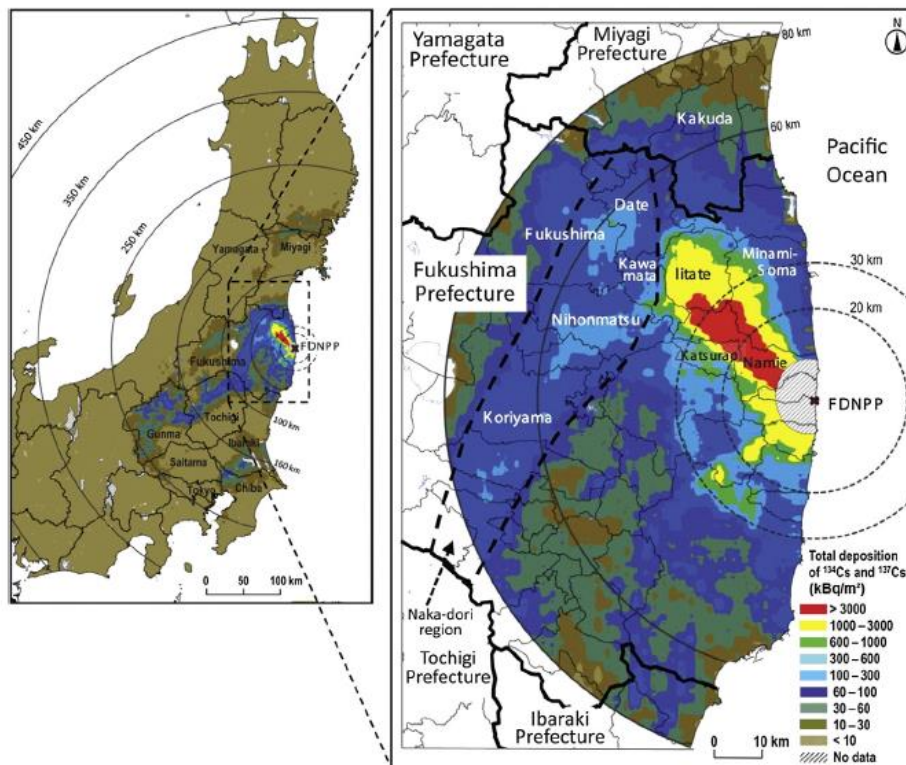 450 km
350 km
250 km
Yamagata
Miyagi
FDNPP
Fukushima
Tochigi
100 km
Gunma
Ibaraki
Saitama
160 km
Tokyo
Chiba
0 50 100 km
Yamagata
Prefecture
Miyagi
Prefecture
80 km
N
Kakuda
60 km
Pacific
Ocean
Date
Fukushima
Minami-
Soma
30 km
Kawa
mata
Iitate
Fukushima
Prefecture
20 km
Nihonmatsu
Katsurao
Namie
FDNPP
Koriyama
Total deposition
of ¹³⁴Cs and ¹³⁷Cs
(kBq/m²)
> 3000
1000 – 3000
600 – 1000
300 – 600
100 – 300
60 – 100
30 – 60
10 – 30
< 10
No data
Naka-dori
region
Tochigi
Prefecture
Ibaraki
Prefecture
0 10 km